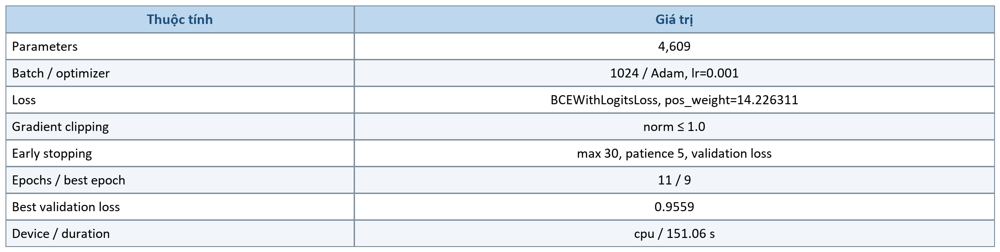 Thuộc tính Giá trị
Parameters 4,609
Batch / optimizer 1024 / Adam, lr=0.001
Loss BCEWithLogitsLoss, pos_weight=14.226311
Gradient clipping norm ≤ 1.0
Early stopping max 30, patience 5, validation loss
Epochs / best epoch 11 / 9
Best validation loss 0.9559
Device / duration cpu / 151.06 s